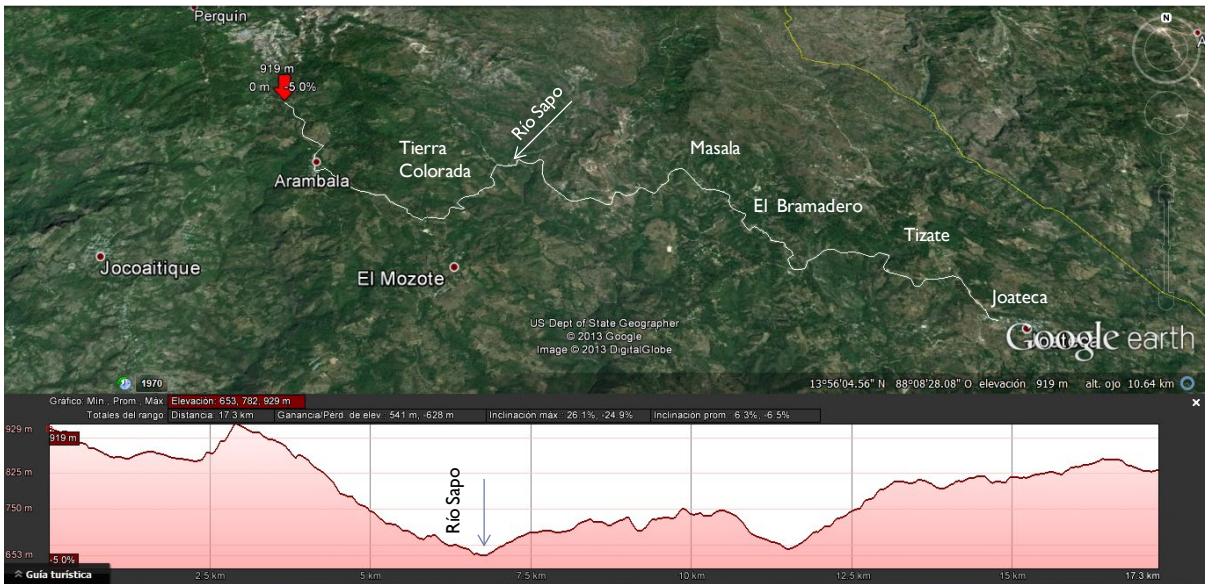 Perquín
N
919 m
0 m -5.0%
Río Sapo
Tierra
Colorada
Masala
Arambala
El Bramadero
Tizate
Jocoaitique
El Mozote
Joateca
US Dept of State Geographer
© 2013 Google
Image © 2013 DigitalGlobe
Google earth
1970
13°56'04.56" N 88°08'28.08" O elevación 919 m alt. ojo 10.64 km
Gráfico: Mín., Prom., Máx. Elevación: 653, 782, 929 m
Totales del rango: Distancia: 17.3 km Ganancia/Pérd. de elev.: 541 m, -628 m Inclinación máx.: 26.1%, -24.9% Inclinación prom.: 6.3%, -6.5%
929 m
919 m
825 m
750 m
653 m
-5.0%
Río Sapo
Guía turística
2.5 km 5 km 7.5 km 10 km 12.5 km 15 km 17.3 km